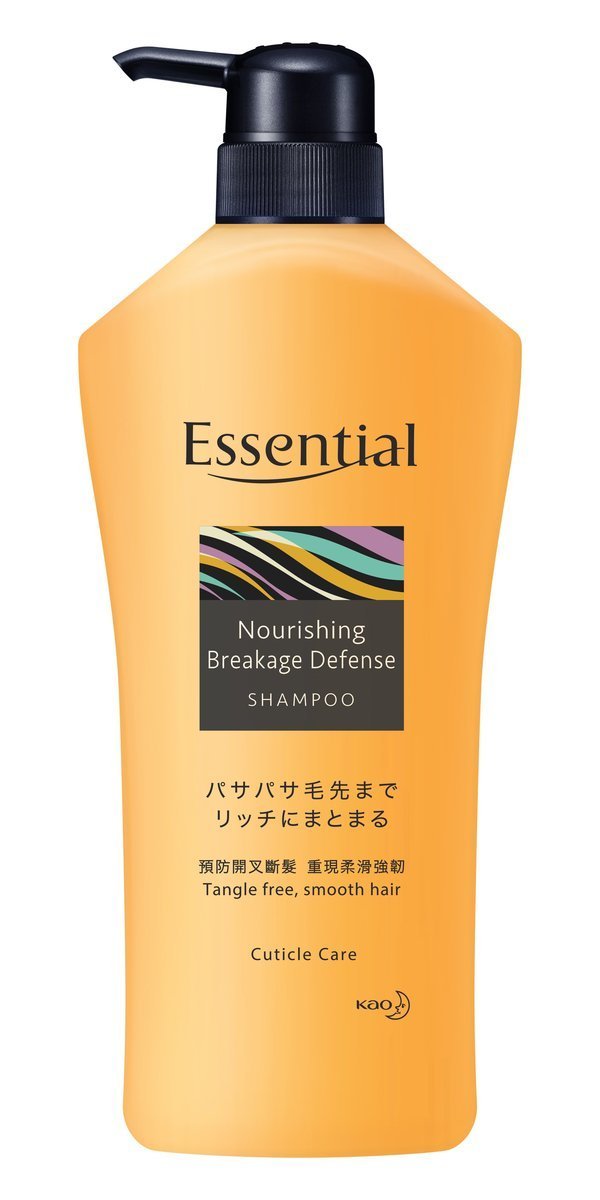 Essential
Nourishing
Breakage Defense
SHAMPOO
パサパサ毛先まで
リッチにまとまる
預防開叉斷髮 重現柔滑強韌
Tangle free, smooth hair
Cuticle Care
Kao